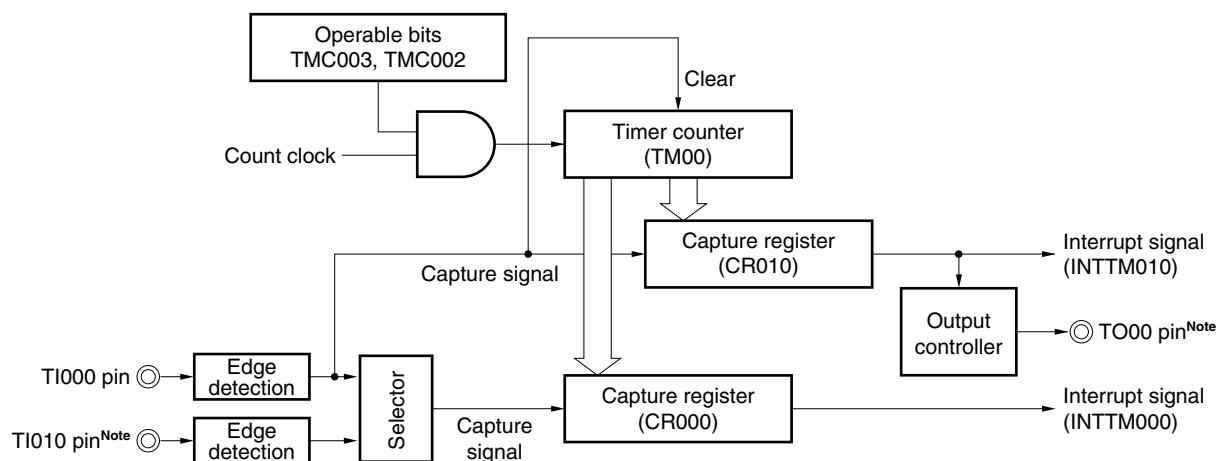 Operable bits
TMC003, TMC002
Clear
Timer counter
(TM00)
Count clock
Capture register
(CR010)
Interrupt signal
(INTTM010)
Capture signal
Output
controller
TO00 pinNote
TI000 pin
Edge
detection
Selector
Capture register
(CR000)
Interrupt signal
(INTTM000)
TI010 pinNote
Edge
detection
Capture
signal